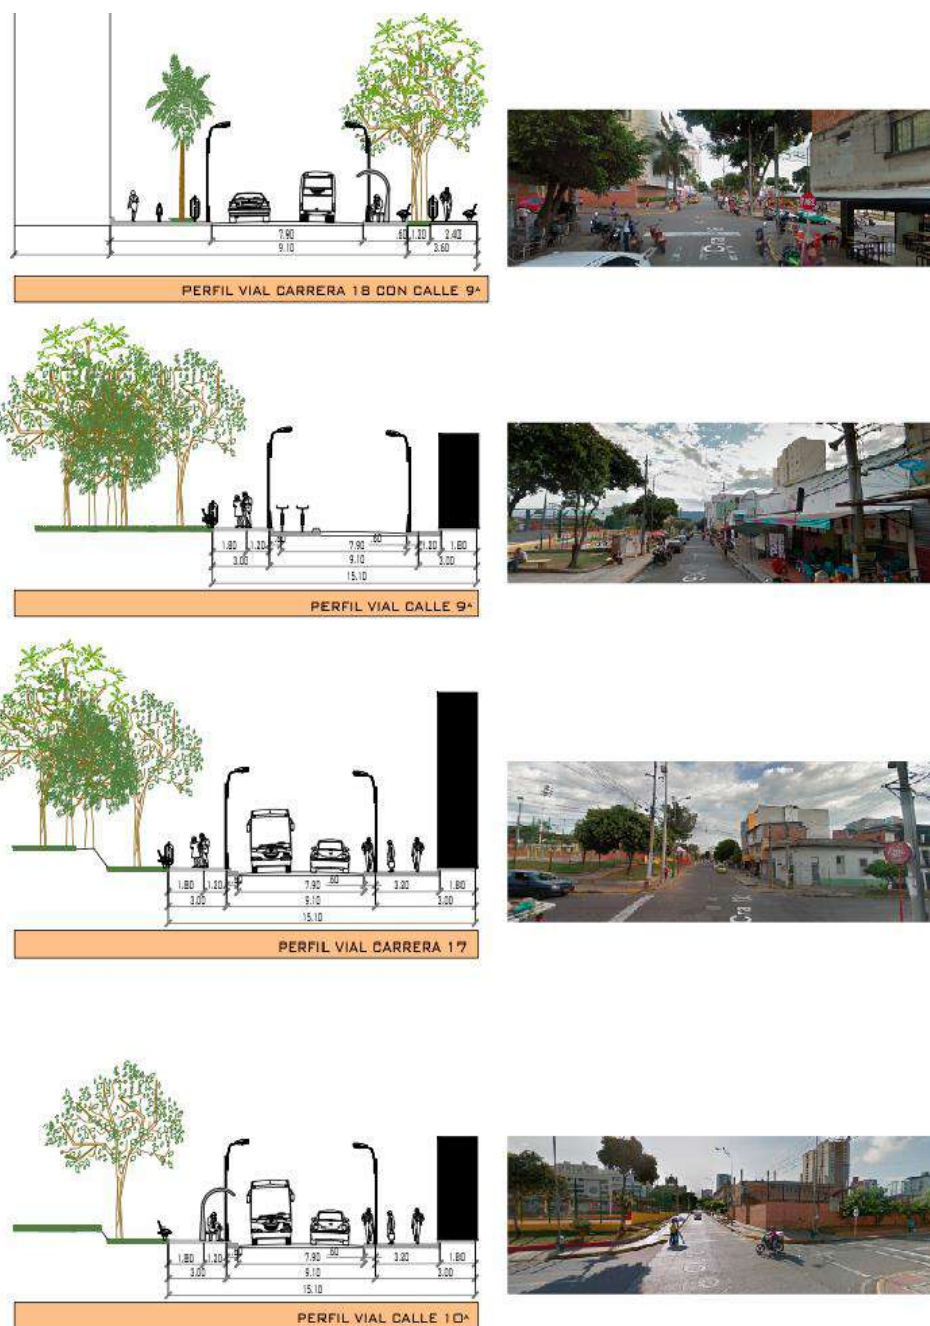 7.90 .60 1.20 2.40
9.10 3.60
PERFIL VIAL CARRERA 18 CON CALLE 9ᴬ
Cra 18
1.80 1.20 7.90 .60 1.20 1.80
3.00 9.10 3.00
15.10
PERFIL VIAL CALLE 9ᴬ
1.80 1.20 7.90 .60 3.20 1.80
3.00 9.10 3.00
15.10
PERFIL VIAL CARRERA 17
Cra
1.80 1.20 7.90 .60 3.20 1.80
3.00 9.10 3.00
15.10
PERFIL VIAL CALLE 10ᴬ